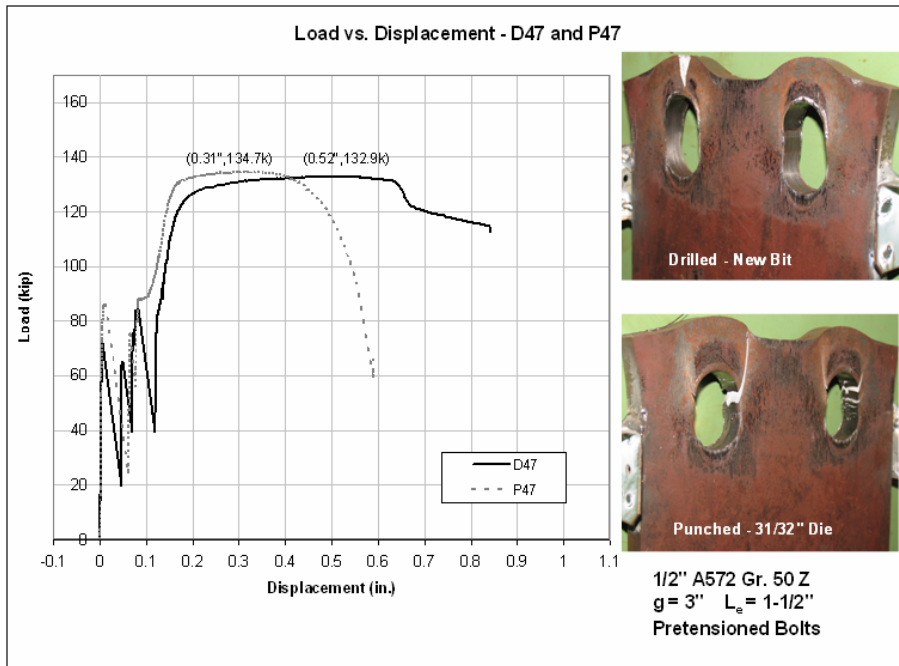 Load vs. Displacement - D47 and P47
160
140
120
100
80
60
40
20
0
Load (kip)
(0.31",134.7k)
(0.52",132.9k)
D47
P47
-0.1 0 0.1 0.2 0.3 0.4 0.5 0.6 0.7 0.8 0.9 1 1.1
Displacement (in.)
Drilled - New Bit
Punched - 31/32" Die
1/2" A572 Gr. 50 Z
g = 3" Le = 1-1/2"
Pretensioned Bolts